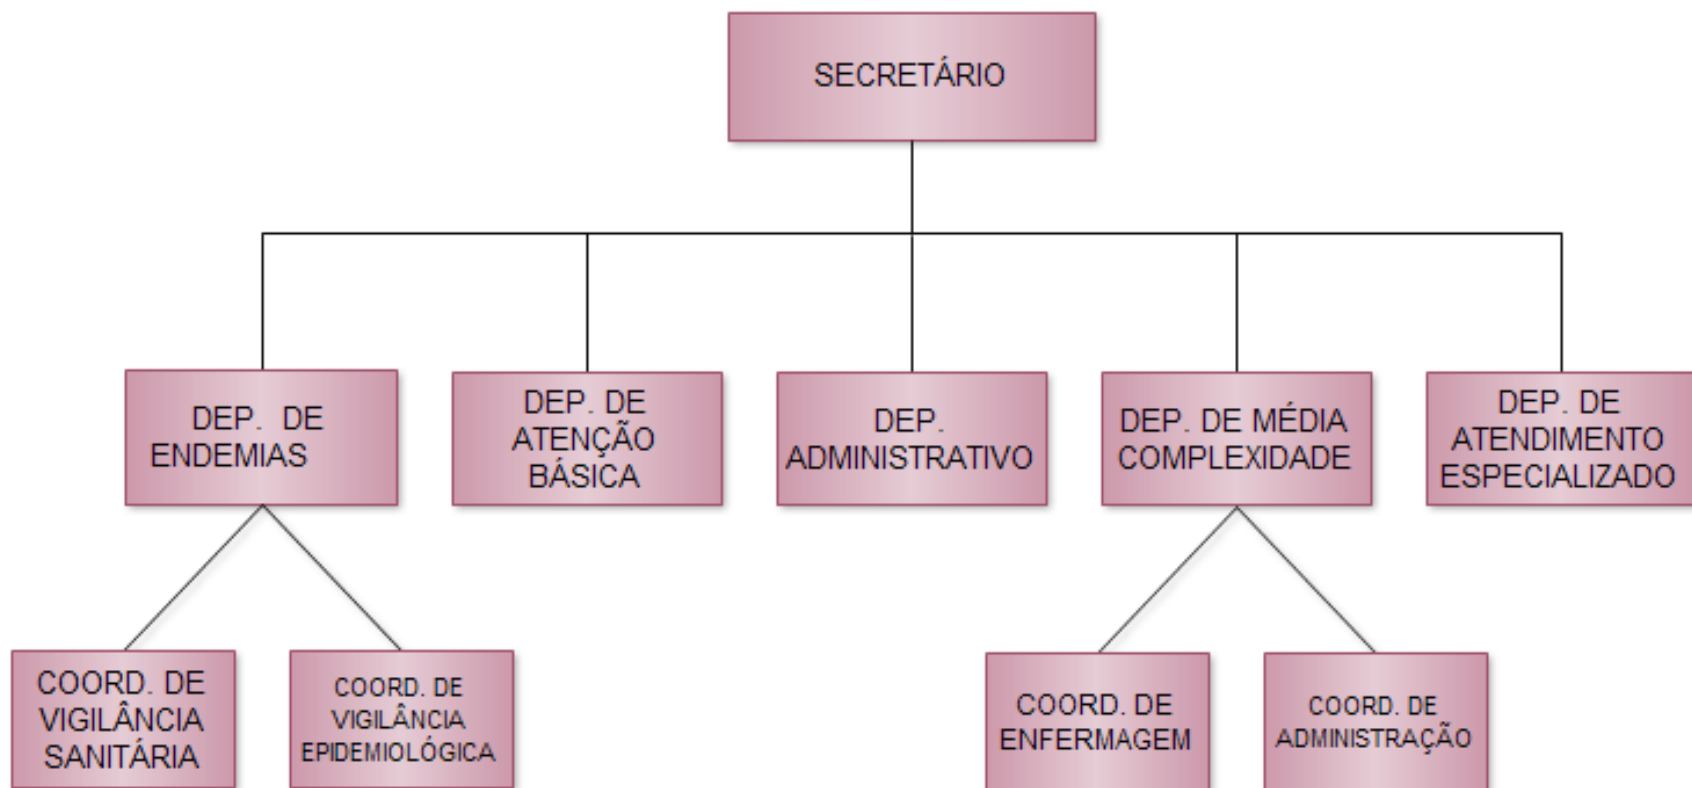 SECRETÁRIO
DEP. DE
ENDEMIAS
DEP. DE
ATENÇÃO
BÁSICA
DEP.
ADMINISTRATIVO
DEP. DE MÉDIA
COMPLEXIDADE
DEP. DE
ATENDIMENTO
ESPECIALIZADO
COORD. DE
VIGILÂNCIA
SANITÁRIA
COORD. DE
VIGILÂNCIA
EPIDEMIOLÓGICA
COORD. DE
ENFERMAGEM
COORD. DE
ADMINISTRAÇÃO